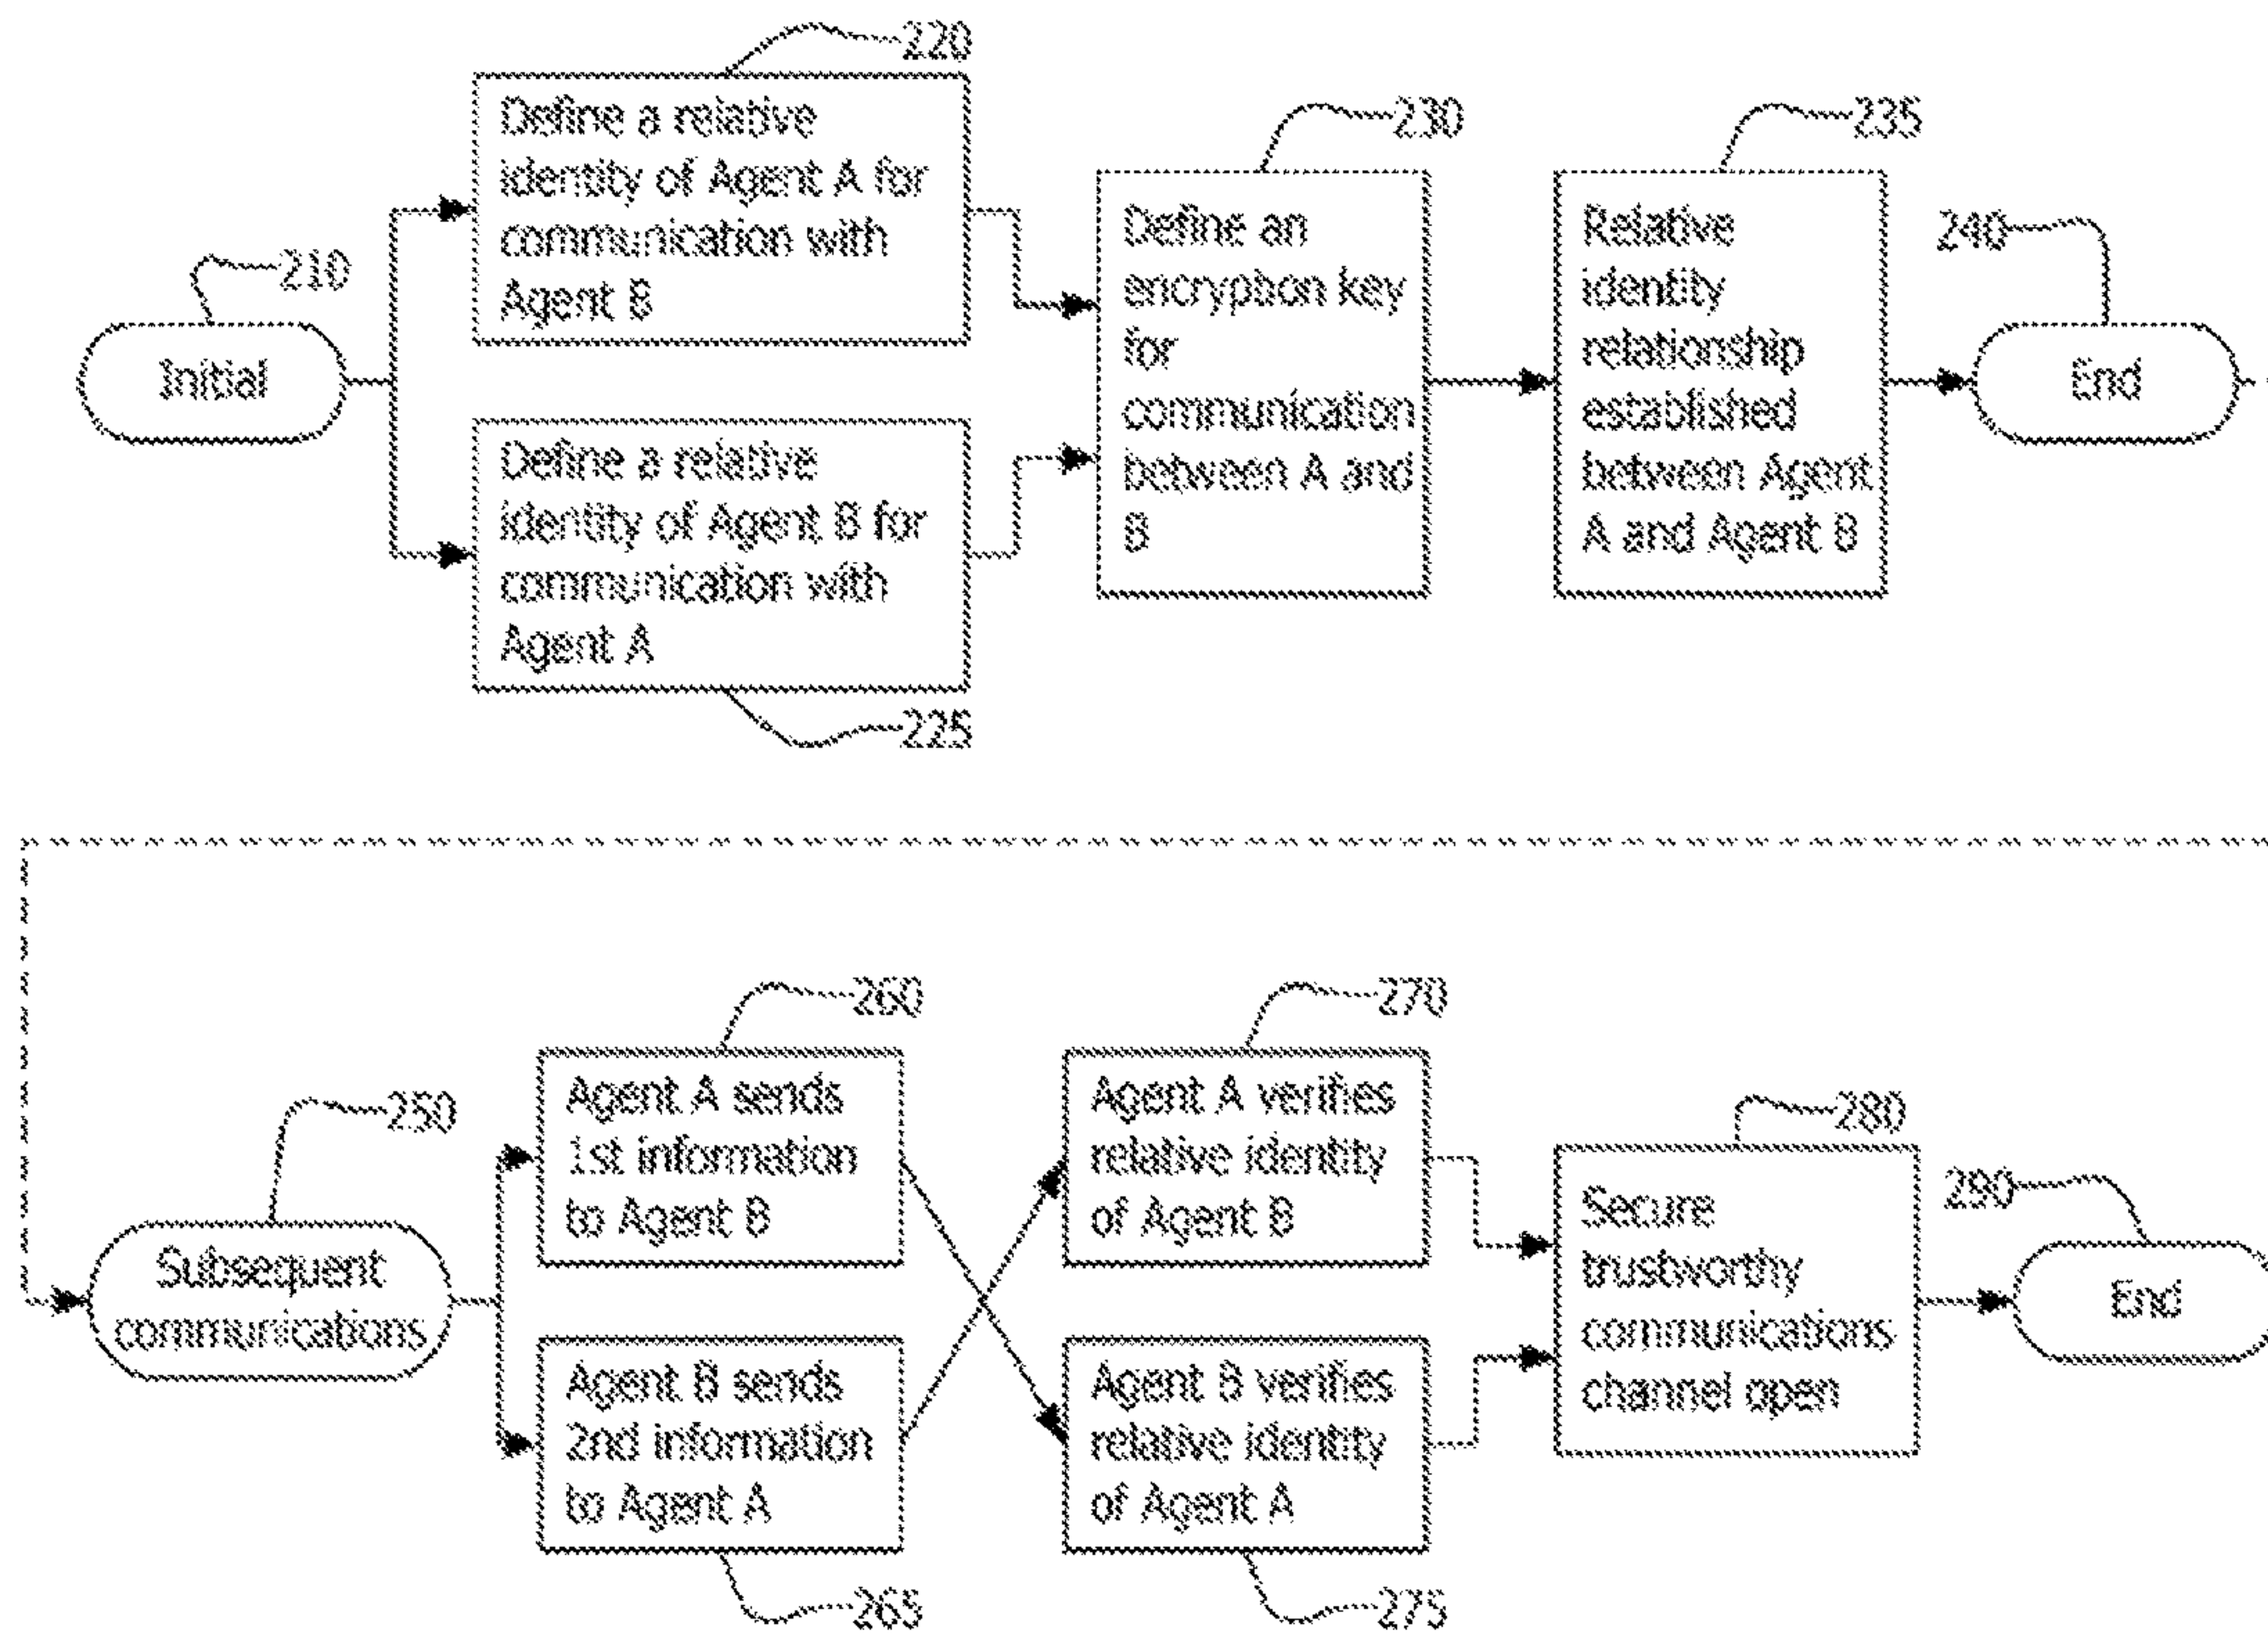 220
Define a relative
identity of Agent A for
communication with
Agent B
230
Define an
encryption key
for
communication
between A and
B
235
Relative
identity
relationship
established
between Agent
A and Agent B
240
End
210
Initial
Define a relative
identity of Agent B for
communication with
Agent A
225
250
Subsequent
communications
260
Agent A sends
1st information
to Agent B
Agent B sends
2nd information
to Agent A
265
270
Agent A verifies
relative identity
of Agent B
Agent B verifies
relative identity
of Agent A
275
280
Secure
trustworthy
communications
channel open
290
End